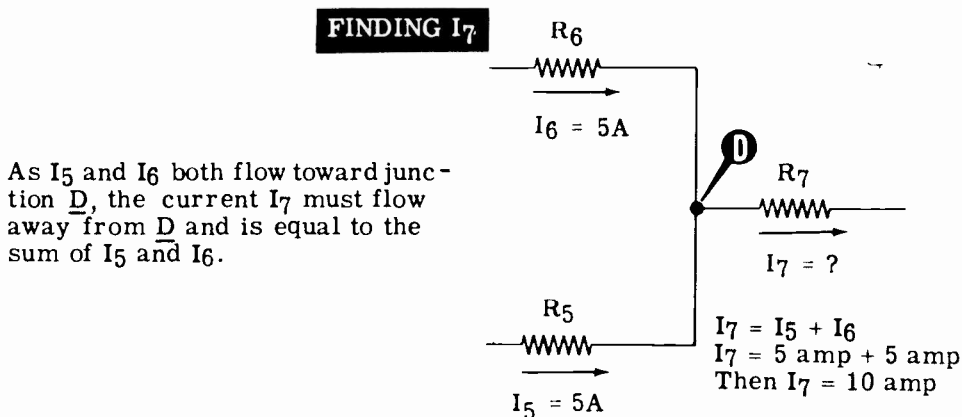 FINDING I7
R6
I6 = 5A
D
As I5 and I6 both flow toward junc-
tion D, the current I7 must flow
away from D and is equal to the
sum of I5 and I6.
R7
I7 = ?
R5
I5 = 5A
I7 = I5 + I6
I7 = 5 amp + 5 amp
Then I7 = 10 amp